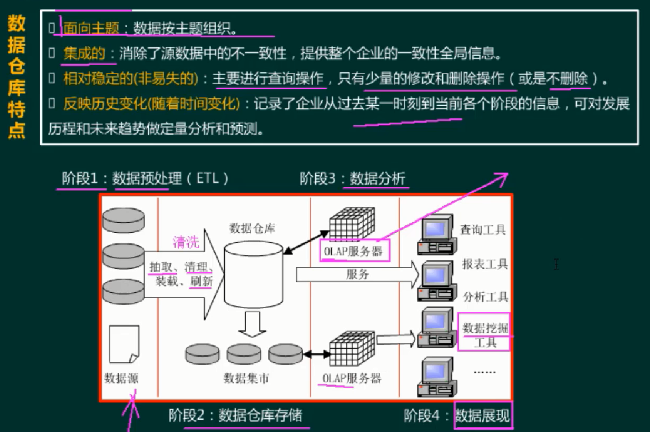 数据仓库特点
面向主题：数据按主题组织。
集成的：消除了源数据中的不一致性，提供整个企业的一致性全局信息。
相对稳定的(非易失的)：主要进行查询操作，只有少量的修改和删除操作（或是不删除）。
反映历史变化(随着时间变化)：记录了企业从过去某一时刻到当前各个阶段的信息，可对发展
历程和未来趋势做定量分析和预测。
阶段1：数据预处理（ETL）
阶段3：数据分析
清洗
抽取、清理、
装载、刷新
数据源
数据仓库
数据集市
OLAP服务器
服务
OLAP服务器
查询工具
报表工具
分析工具
数据挖掘
工具
……
阶段2：数据仓库存储
阶段4：数据展现